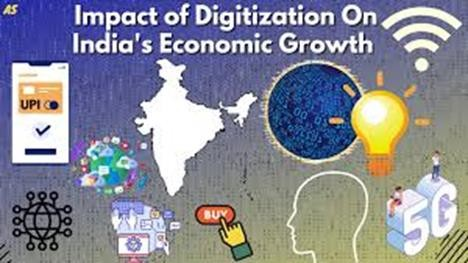 AS
Impact of Digitization On
India's Economic Growth
UPI
BUY
5G